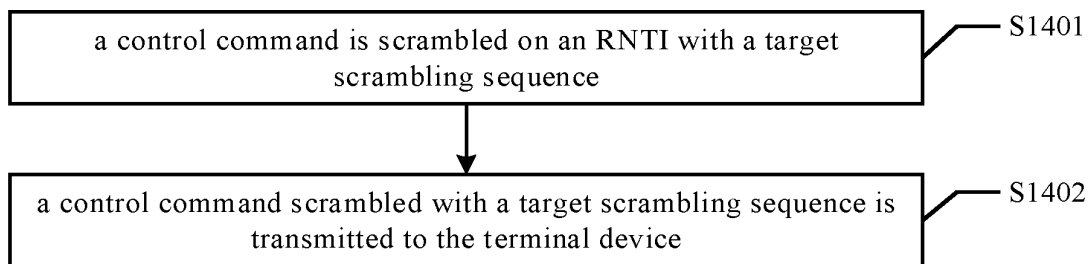 a control command is scrambled on an RNTI with a target
scrambling sequence
S1401
a control command scrambled with a target scrambling sequence is
transmitted to the terminal device
S1402